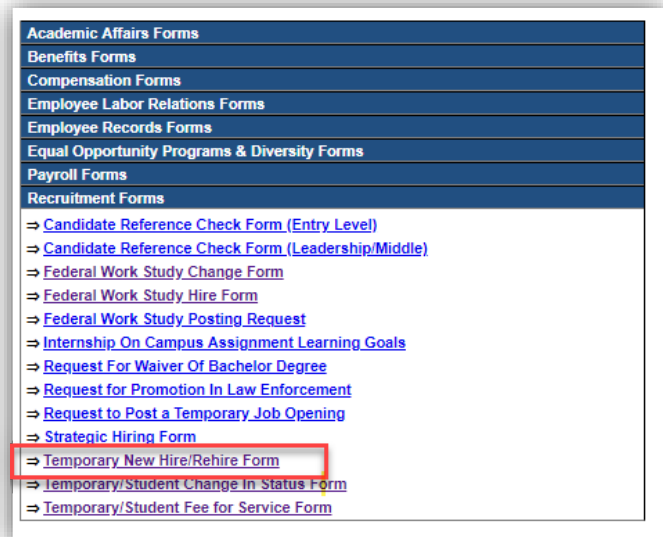 Academic Affairs Forms
Benefits Forms
Compensation Forms
Employee Labor Relations Forms
Employee Records Forms
Equal Opportunity Programs & Diversity Forms
Payroll Forms
Recruitment Forms
⇒ Candidate Reference Check Form (Entry Level)
⇒ Candidate Reference Check Form (Leadership/Middle)
⇒ Federal Work Study Change Form
⇒ Federal Work Study Hire Form
⇒ Federal Work Study Posting Request
⇒ Internship On Campus Assignment Learning Goals
⇒ Request For Waiver Of Bachelor Degree
⇒ Request for Promotion In Law Enforcement
⇒ Request to Post a Temporary Job Opening
⇒ Strategic Hiring Form
⇒ Temporary New Hire/Rehire Form
⇒ Temporary/Student Change In Status Form
⇒ Temporary/Student Fee for Service Form